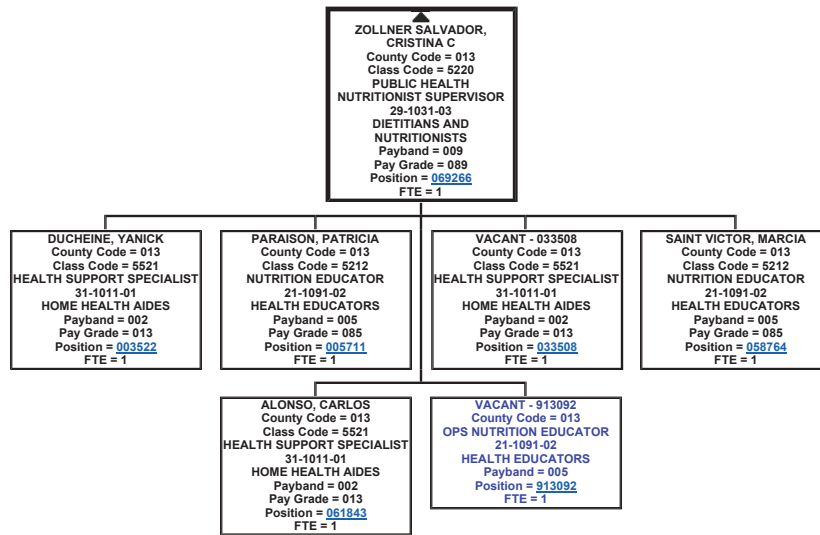 ZOLLNER SALVADOR,
CRISTINA C
County Code = 013
Class Code = 5220
PUBLIC HEALTH
NUTRITIONIST SUPERVISOR
29-1031-03
DIETITIANS AND
NUTRITIONISTS
Payband = 009
Pay Grade = 089
Position = 069266
FTE = 1
DUCHEINE, YANICK
County Code = 013
Class Code = 5521
HEALTH SUPPORT SPECIALIST
31-1011-01
HOME HEALTH AIDES
Payband = 002
Pay Grade = 013
Position = 003522
FTE = 1
PARAISON, PATRICIA
County Code = 013
Class Code = 5212
NUTRITION EDUCATOR
21-1091-02
HEALTH EDUCATORS
Payband = 005
Pay Grade = 085
Position = 005711
FTE = 1
VACANT - 033508
County Code = 013
Class Code = 5521
HEALTH SUPPORT SPECIALIST
31-1011-01
HOME HEALTH AIDES
Payband = 002
Pay Grade = 013
Position = 033508
FTE = 1
SAINT VICTOR, MARCIA
County Code = 013
Class Code = 5212
NUTRITION EDUCATOR
21-1091-02
HEALTH EDUCATORS
Payband = 005
Pay Grade = 085
Position = 058764
FTE = 1
ALONSO, CARLOS
County Code = 013
Class Code = 5521
HEALTH SUPPORT SPECIALIST
31-1011-01
HOME HEALTH AIDES
Payband = 002
Pay Grade = 013
Position = 061843
FTE = 1
VACANT - 913092
County Code = 013
OPS NUTRITION EDUCATOR
21-1091-02
HEALTH EDUCATORS
Payband = 005
Position = 913092
FTE = 1